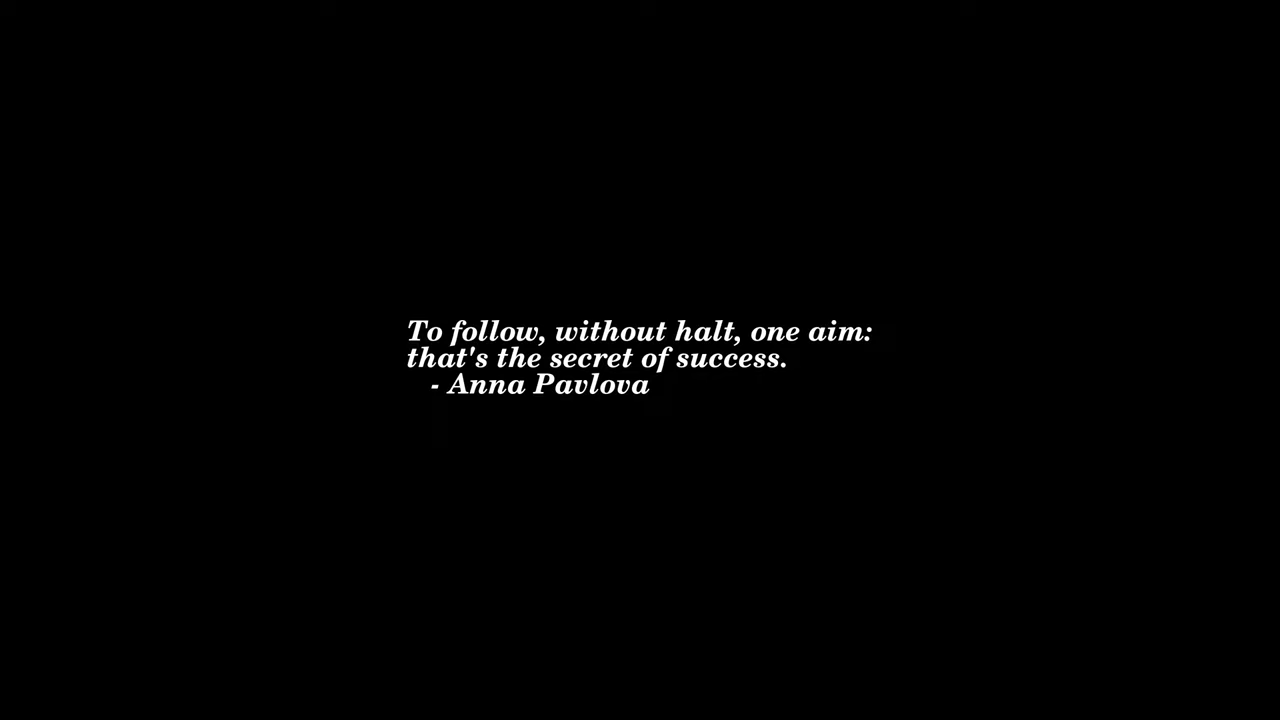 To follow, without halt, one aim:
that's the secret of success.
- Anna Pavlova